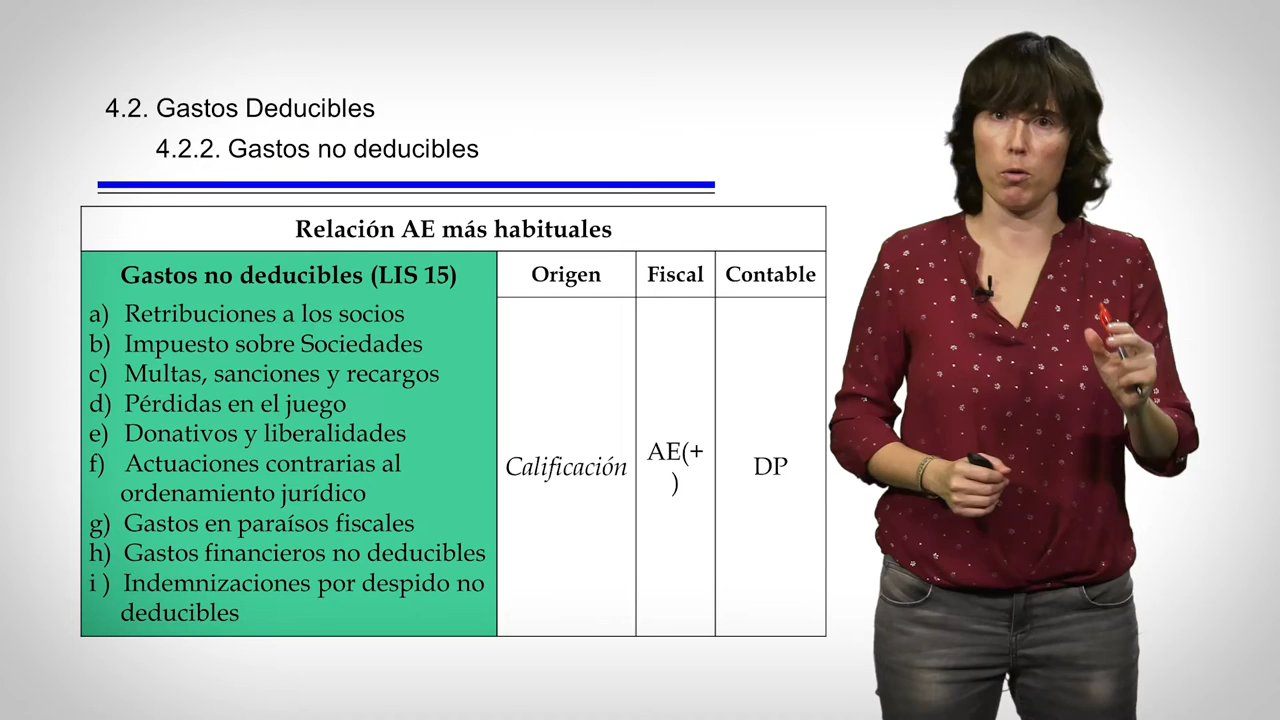 4.2. Gastos Deducibles
4.2.2. Gastos no deducibles
Relación AE más habituales
Gastos no deducibles (LIS 15)
Origen
Fiscal
Contable
a) Retribuciones a los socios
b) Impuesto sobre Sociedades
c) Multas, sanciones y recargos
d) Pérdidas en el juego
e) Donativos y liberalidades
f) Actuaciones contrarias al
ordenamiento jurídico
g) Gastos en paraísos fiscales
h) Gastos financieros no deducibles
i ) Indemnizaciones por despido no
deducibles
Calificación
AE(+
)
DP